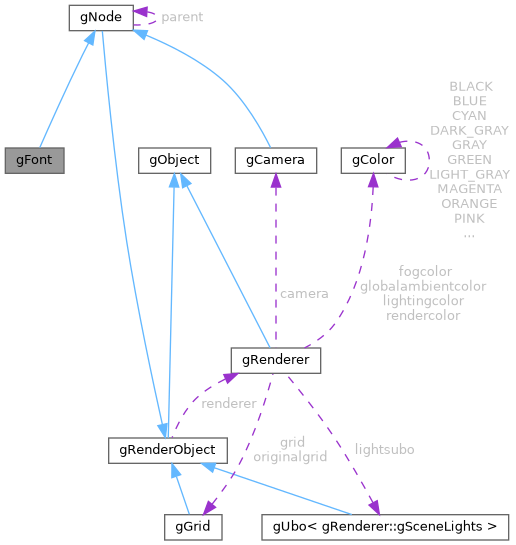 gNode
parent
BLACK
BLUE
CYAN
DARK_GRAY
GRAY
GREEN
LIGHT_GRAY
MAGENTA
ORANGE
PINK
...
gFont
gObject
gCamera
gColor
camera
fogcolor
globalambientcolor
lightingcolor
rendercolor
gRenderer
renderer
grid
originalgrid
lightsubo
gRenderObject
gGrid
gUbo< gRenderer::gSceneLights >